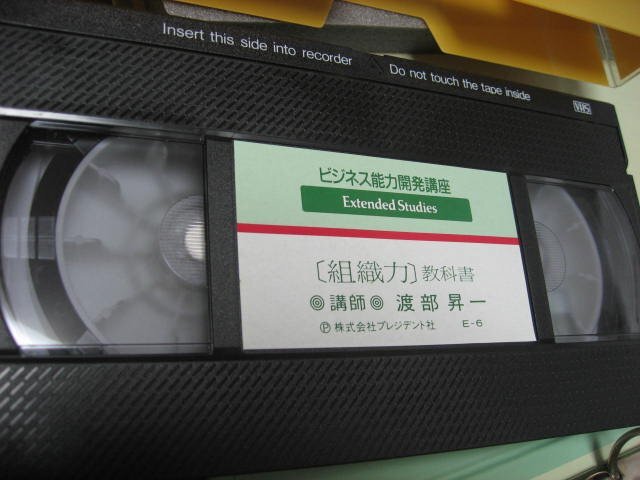 Insert this side into recorder
Do not touch the tape inside
VHS
ビジネス能力開発講座
Extended Studies
〔組織力〕教科書
◎講師◎ 渡部昇一
Ⓟ株式会社プレジデント社 E-6